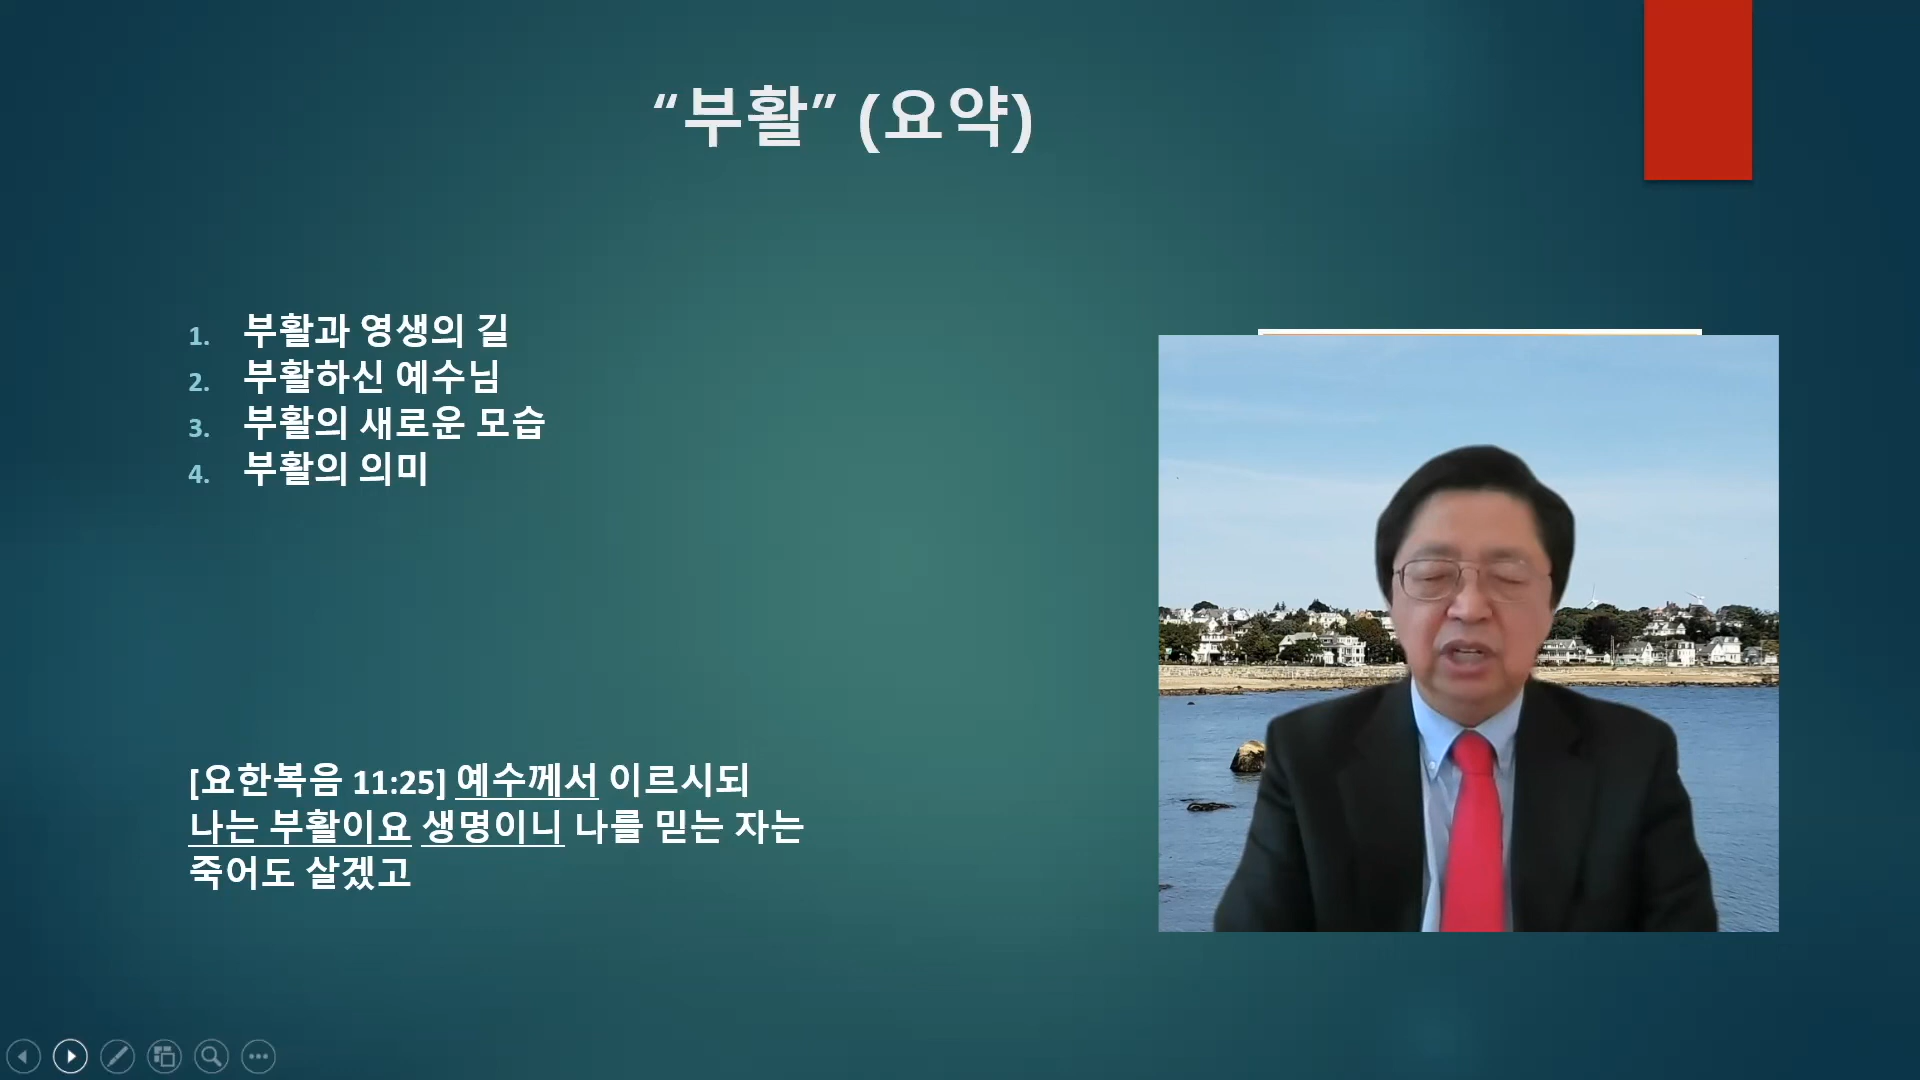 “부활” (요약)
1. 부활과 영생의 길
2. 부활하신 예수님
3. 부활의 새로운 모습
4. 부활의 의미
[요한복음 11:25] 예수께서 이르시되
나는 부활이요 생명이니 나를 믿는 자는
죽어도 살겠고